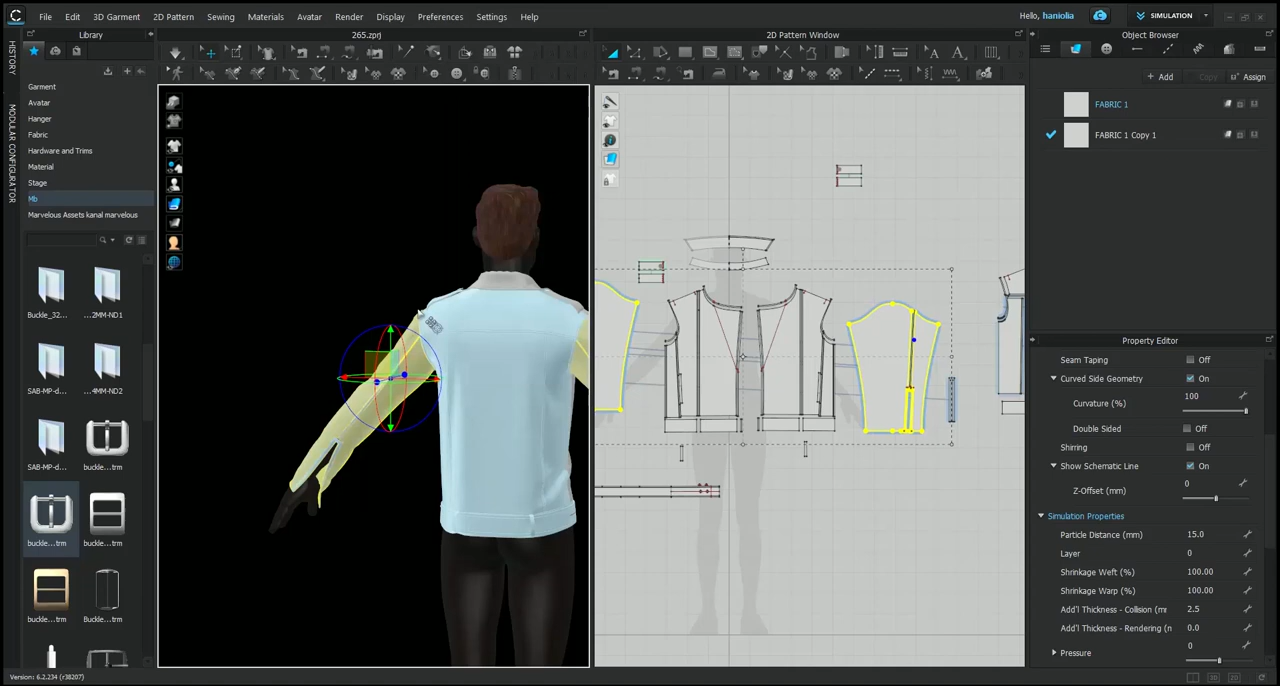 File Edit 3D Garment 2D Pattern Sewing Materials Avatar Render Display Preferences Settings Help
Hello, haniolia
SIMULATION
HISTORY
MODULAR CONFIGURATOR
Library
265.zprj
2D Pattern Window
Object Browser
Garment
Avatar
Hanger
Fabric
Hardware and Trims
Material
Stage
Mb
Marvelous Assets kanal marvelous
Buckle_32... ...2MM-ND1
SAB-MP-d... ...4MM-ND2
SAB-MP-d... buckle...trm
buckle...trm buckle...trm
buckle...trm Buckle...trm
+ Add Copy Assign
FABRIC 1
FABRIC 1 Copy 1
Property Editor
Seam Taping Off
Curved Side Geometry On
Curvature (%) 100
Double Sided Off
Shirring Off
Show Schematic Line On
Z-Offset (mm) 0
Simulation Properties
Particle Distance (mm) 15.0
Layer 0
Shrinkage Weft (%) 100.00
Shrinkage Warp (%) 100.00
Add'l Thickness - Collision (mr 2.5
Add'l Thickness - Rendering (n 0.0
Pressure 0
Version: 6.2.234 (r38207)
3D 2D